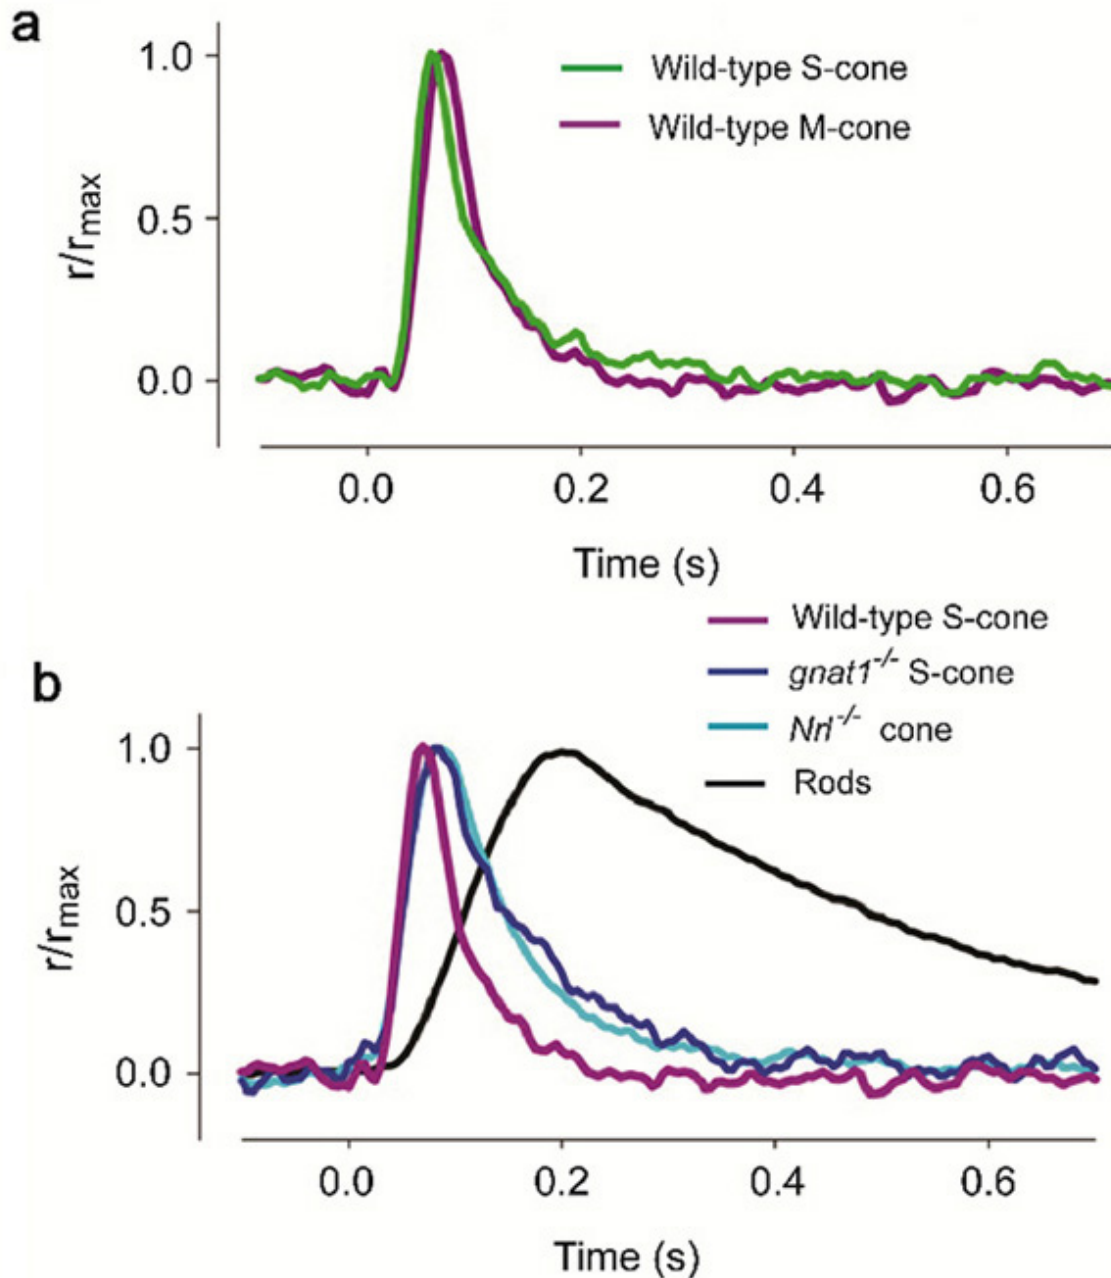 a
1.0
Wild-type S-cone
Wild-type M-cone
r/rmax
0.5
0.0
0.0 0.2 0.4 0.6
Time (s)
Wild-type S-cone
b
gnat1-/- S-cone
Nrl-/- cone
1.0
Rods
r/rmax
0.5
0.0
0.0 0.2 0.4 0.6
Time (s)